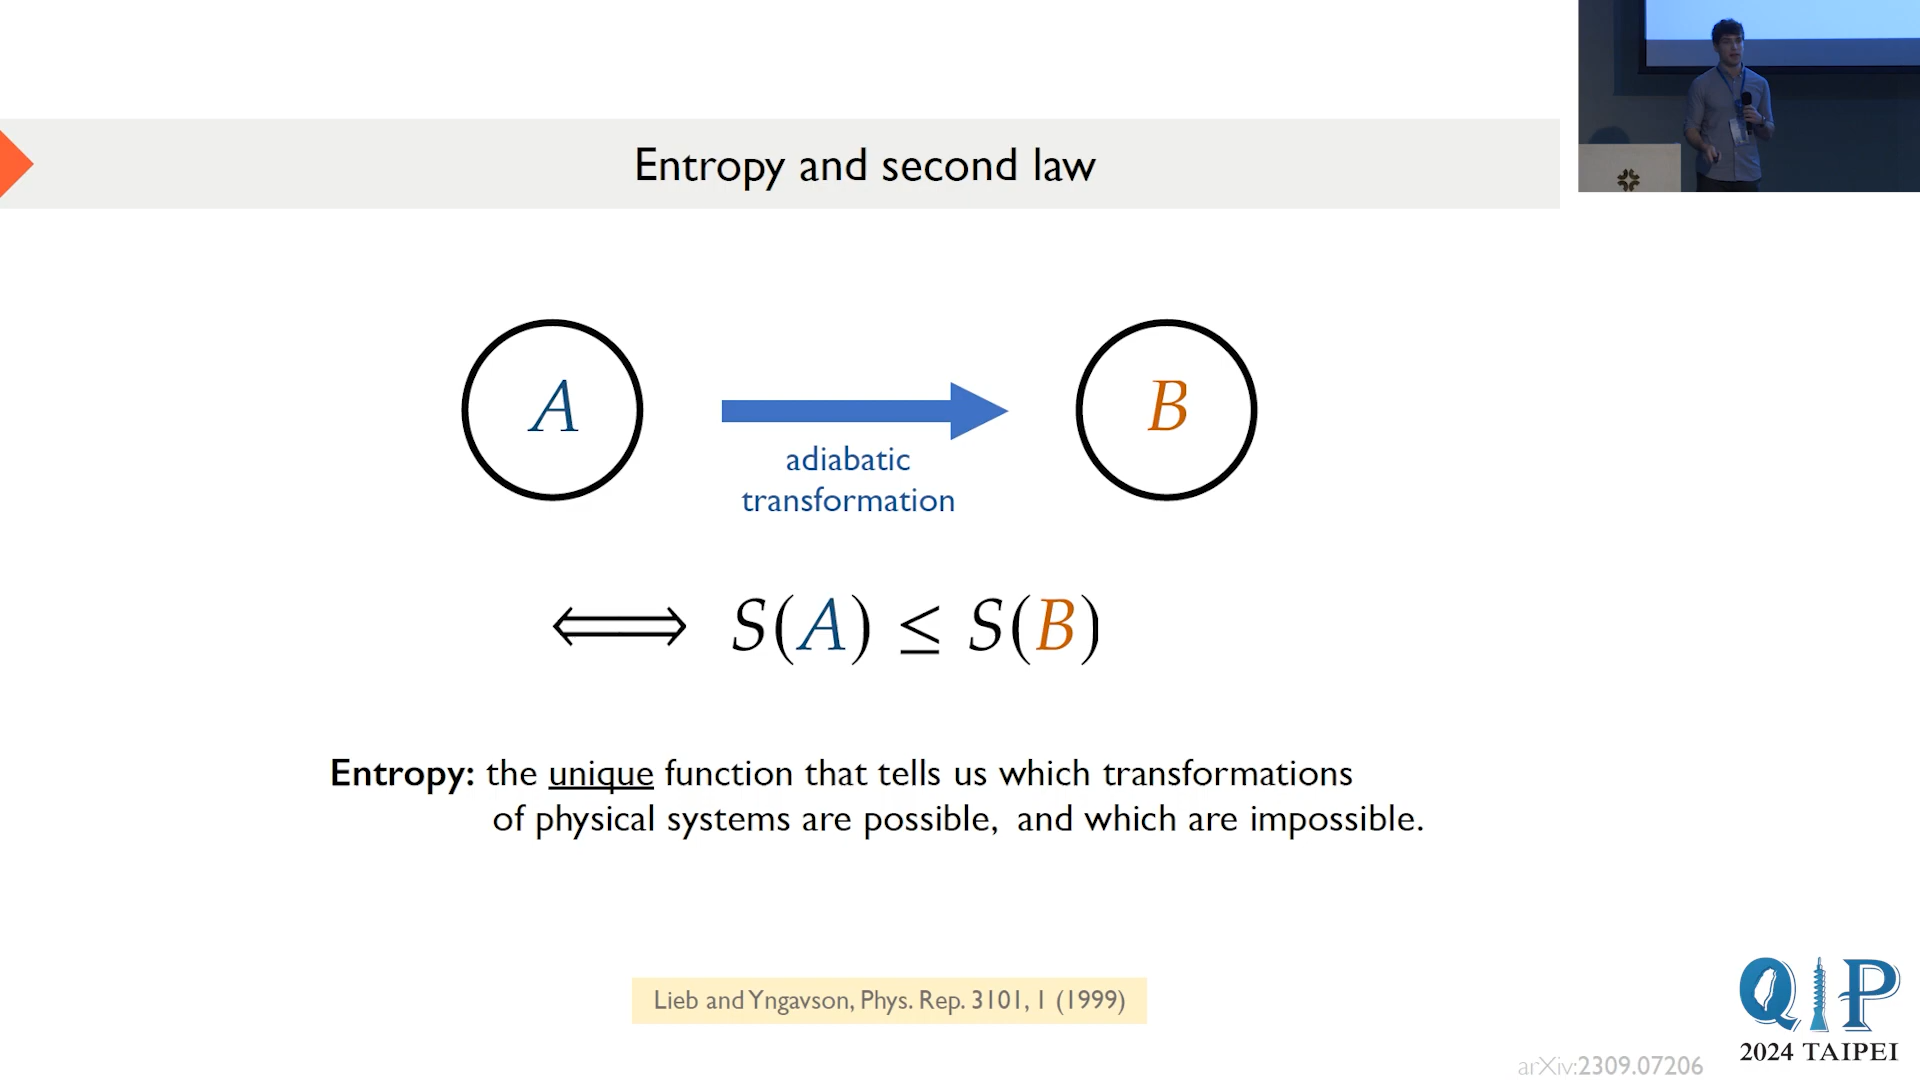 Entropy and second law
A
B
adiabatic
transformation
⟺ S(A) ≤ S(B)
Entropy: the unique function that tells us which transformations
of physical systems are possible, and which are impossible.
Lieb and Yngavson, Phys. Rep. 3101, 1 (1999)
QIP
2024 TAIPEI
arXiv:2309.07206